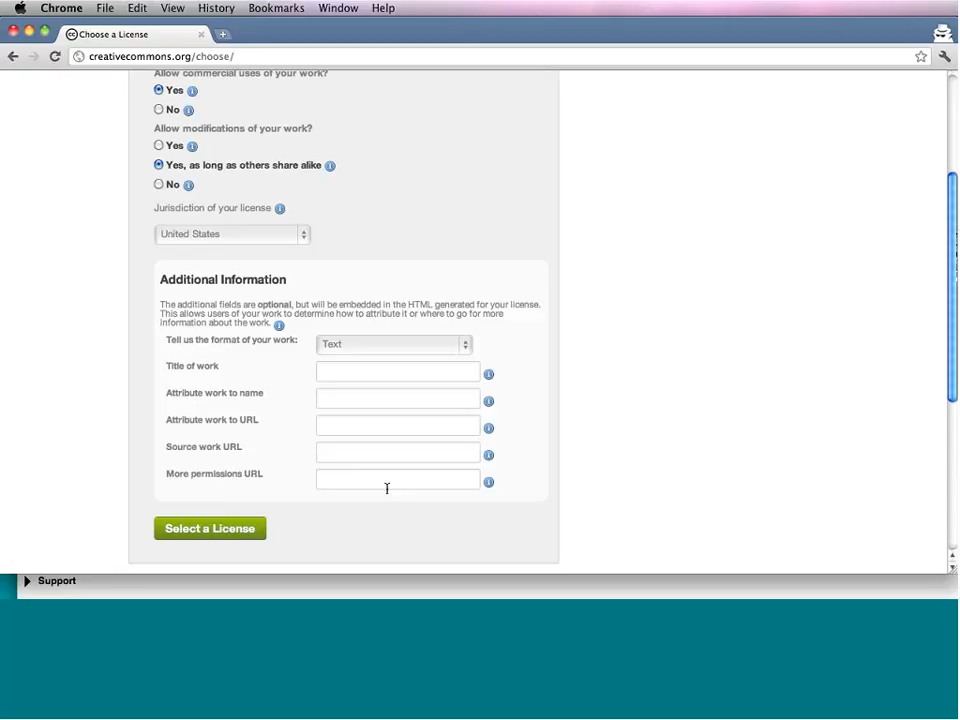 Chrome File Edit View History Bookmarks Window Help
Choose a License
creativecommons.org/choose/
Allow commercial uses of your work?
Yes
No
Allow modifications of your work?
Yes
Yes, as long as others share alike
No
Jurisdiction of your license
United States
Additional Information
The additional fields are optional, but will be embedded in the HTML generated for your license.
This allows users of your work to determine how to attribute it or where to go for more
information about the work.
Tell us the format of your work: Text
Title of work
Attribute work to name
Attribute work to URL
Source work URL
More permissions URL
Select a License
Support